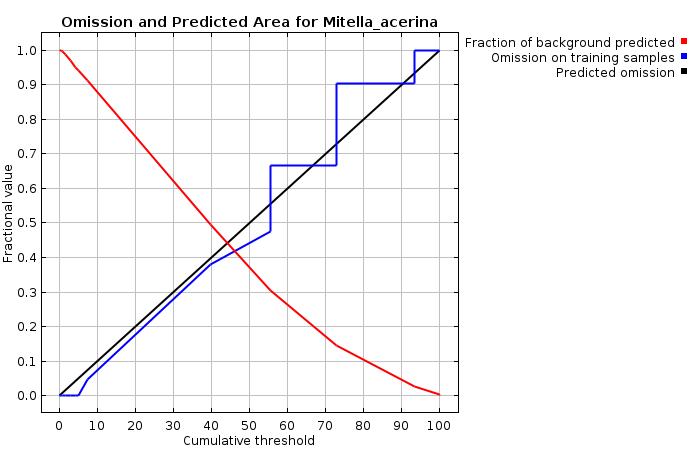 Omission and Predicted Area for Mitella_acerina
Fraction of background predicted
Omission on training samples
Predicted omission
Fractional value
1.0
0.9
0.8
0.7
0.6
0.5
0.4
0.3
0.2
0.1
0.0
0 10 20 30 40 50 60 70 80 90 100
Cumulative threshold